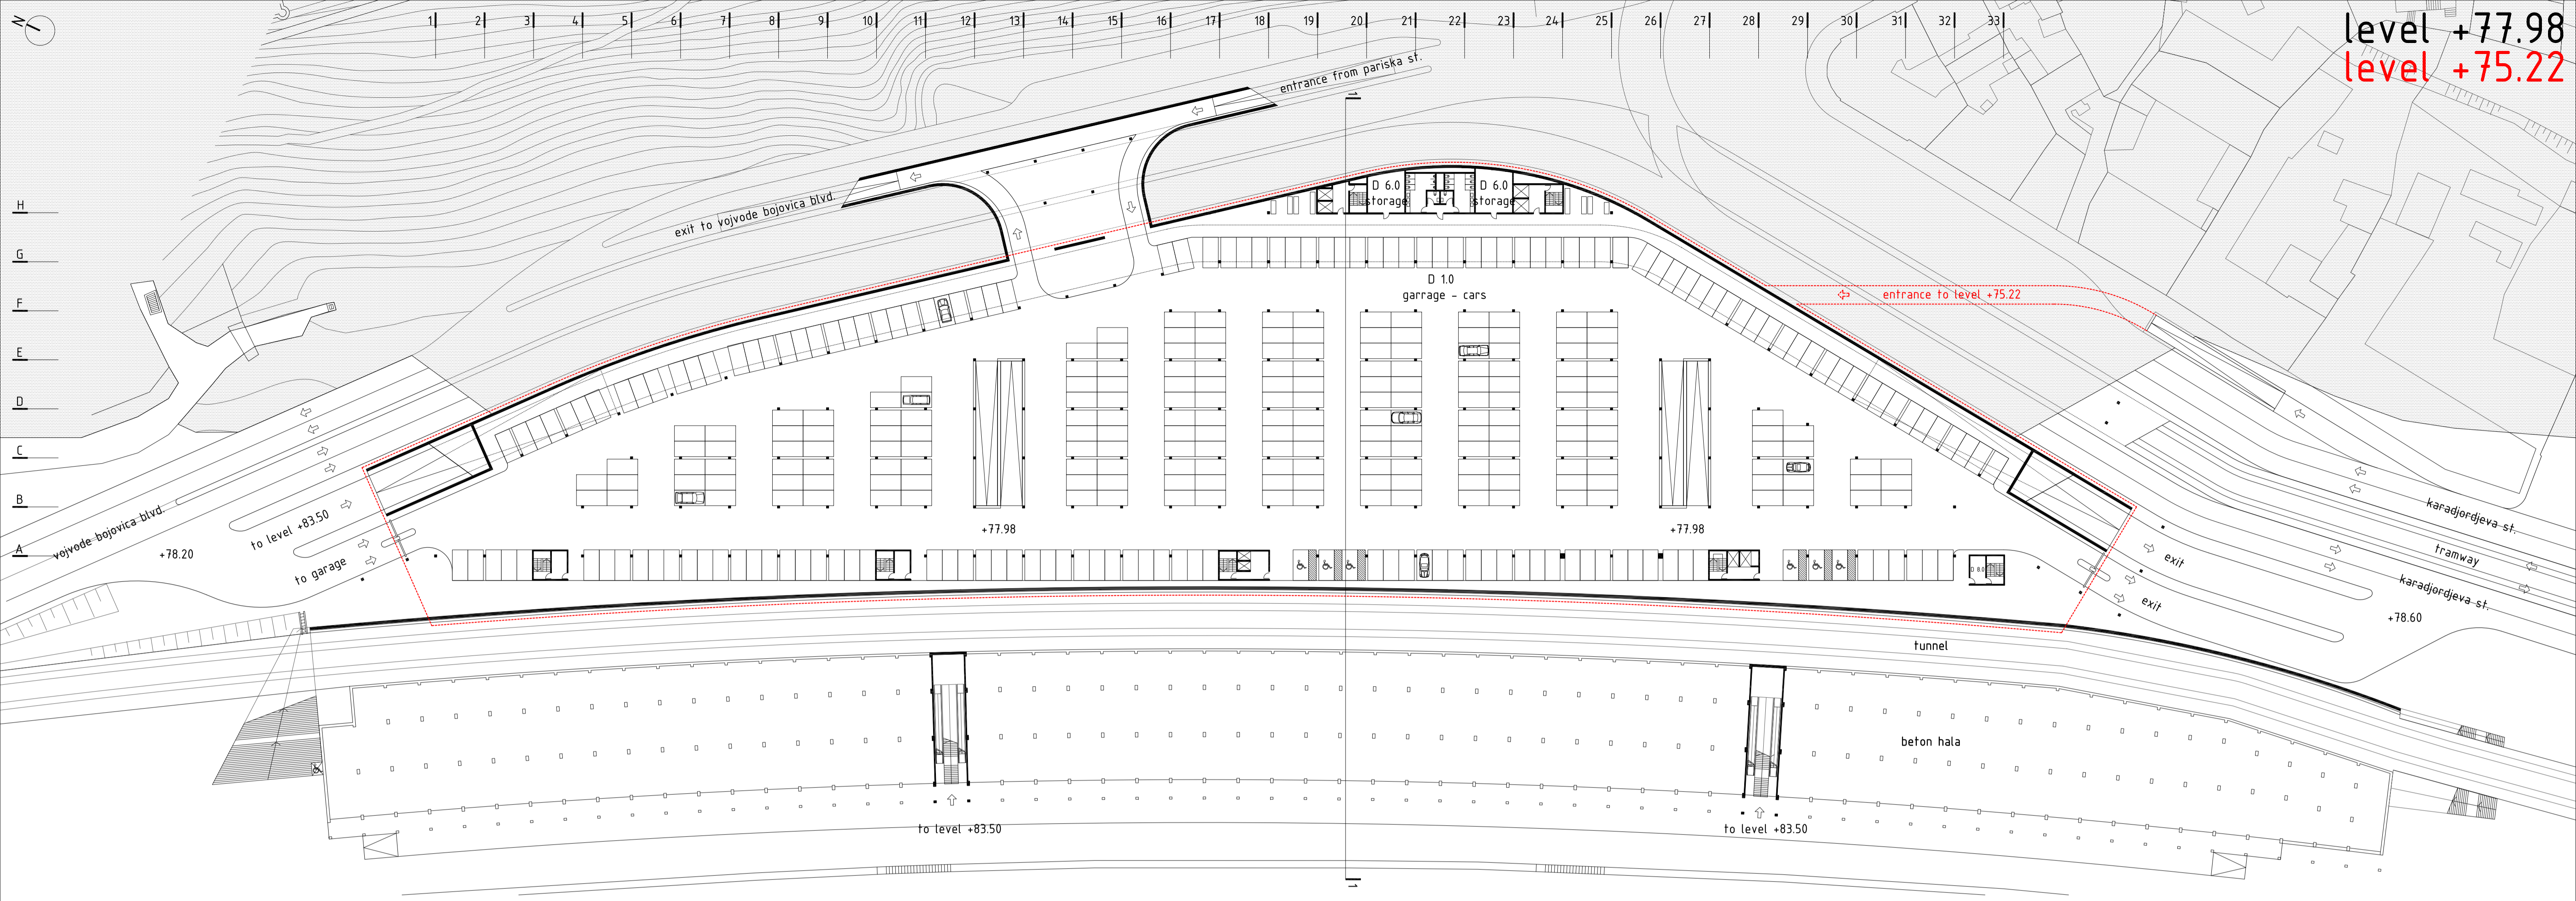 N
1 2 3 4 5 6 7 8 9 10 11 12 13 14 15 16 17 18 19 20 21 22 23 24 25 26 27 28 29 30 31 32 33
level +77.98
level +75.22
entrance from pariska st.
1
exit to vojvode bojovica blvd.
H
G
F
E
D
C
B
A
D 6.0
storage
D 6.0
storage
D 1.0
garrage - cars
entrance to level +75.22
vojvode bojovica blvd.
to level +83.50
to garage
+78.20
+77.98
+77.98
D 8.0
exit
exit
karadjordjeva st.
tramway
karadjordjeva st.
+78.60
tunnel
beton hala
to level +83.50
to level +83.50
1